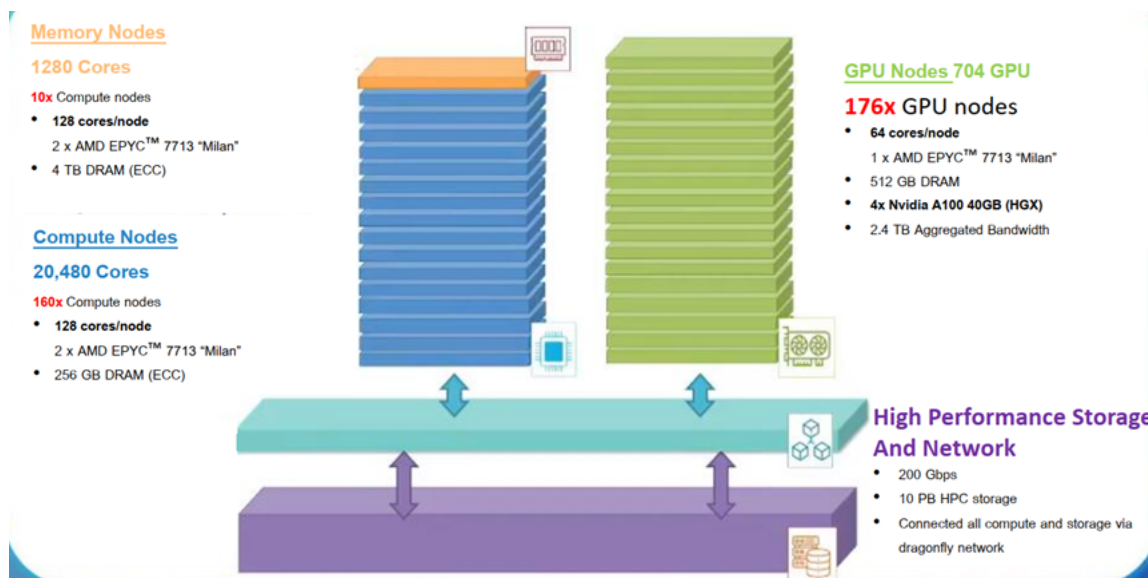 Memory Nodes
1280 Cores
10x Compute nodes
• 128 cores/node
2 x AMD EPYC™ 7713 “Milan”
• 4 TB DRAM (ECC)
Compute Nodes
20,480 Cores
160x Compute nodes
• 128 cores/node
2 x AMD EPYC™ 7713 “Milan”
• 256 GB DRAM (ECC)
GPU Nodes 704 GPU
176x GPU nodes
• 64 cores/node
1 x AMD EPYC™ 7713 “Milan”
• 512 GB DRAM
• 4x Nvidia A100 40GB (HGX)
• 2.4 TB Aggregated Bandwidth
High Performance Storage
And Network
• 200 Gbps
• 10 PB HPC storage
• Connected all compute and storage via
dragonfly network